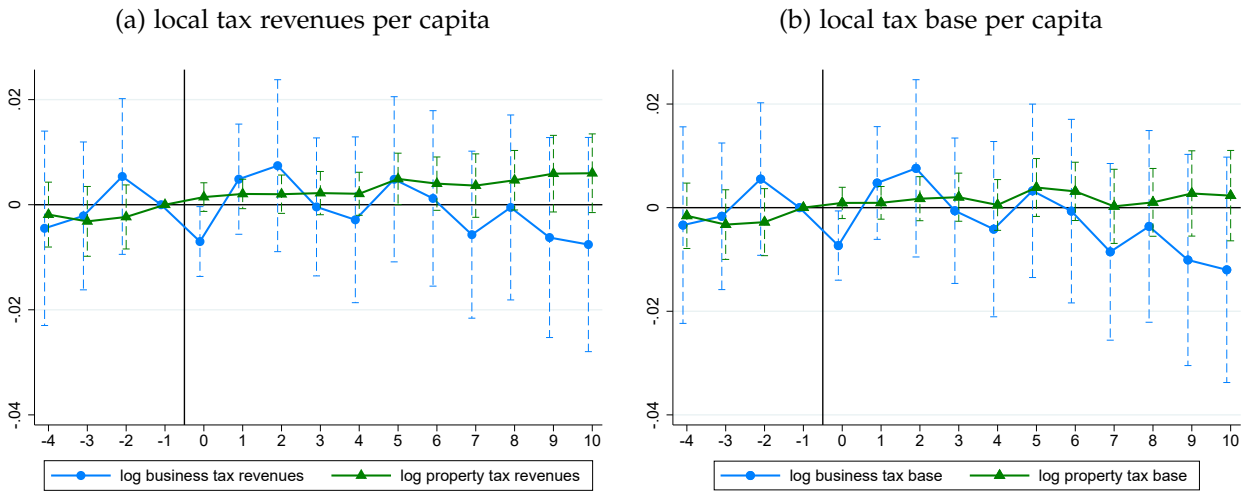 (a) local tax revenues per capita
.02
0
-.02
-.04
-4 -3 -2 -1 0 1 2 3 4 5 6 7 8 9 10
log business tax revenues log property tax revenues
(b) local tax base per capita
.02
0
-.02
-.04
-4 -3 -2 -1 0 1 2 3 4 5 6 7 8 9 10
log business tax base log property tax base